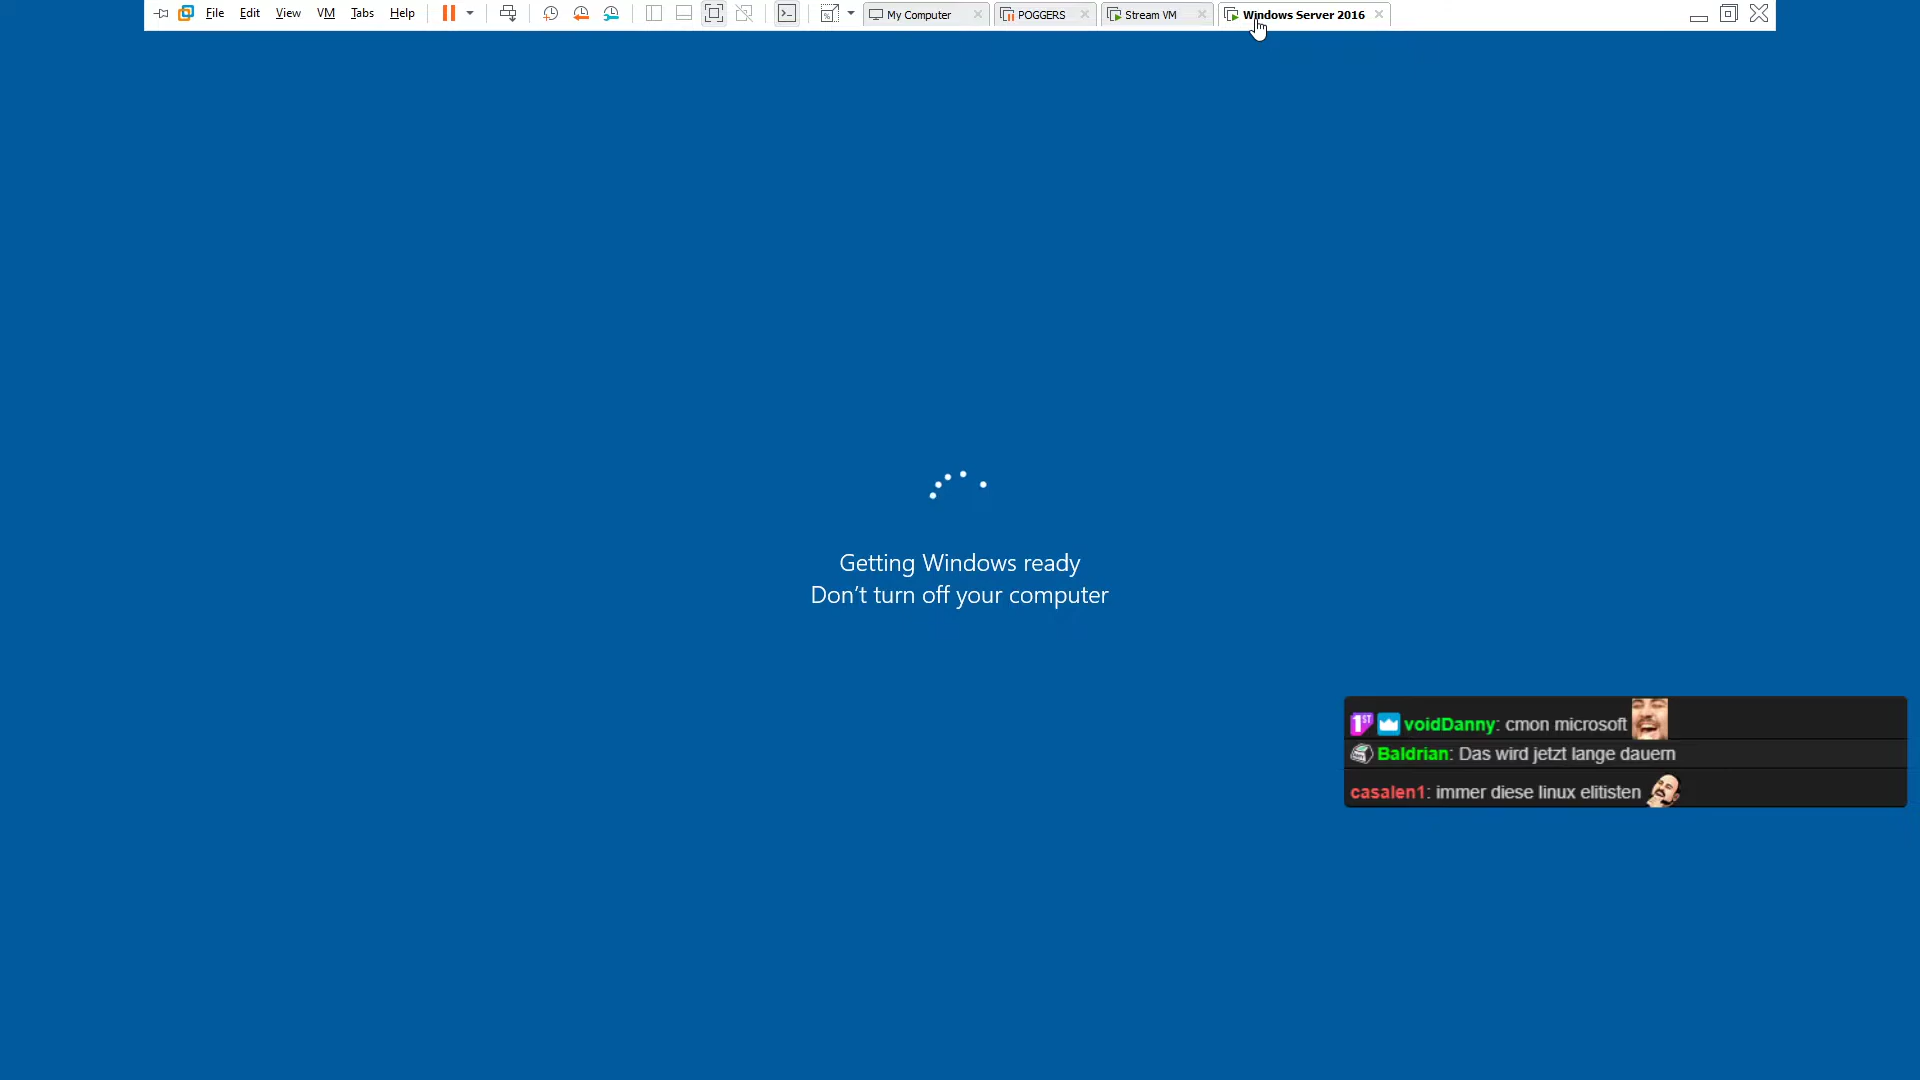 File Edit View VM Tabs Help My Computer POGGERS Stream VM Windows Server 2016
Getting Windows ready
Don't turn off your computer
1ST voidDanny: cmon microsoft
Baldrian: Das wird jetzt lange dauern
casalen1: immer diese linux elitisten